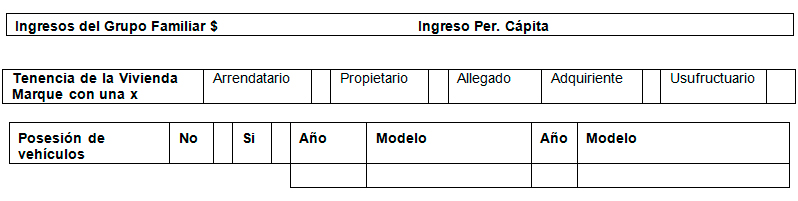 Ingresos del Grupo Familiar $ Ingreso Per. Cápita
Tenencia de la Vivienda Arrendatario Propietario Allegado Adquiriente Usufructuario
Marque con una x
Posesión de No Si Año Modelo Año Modelo
vehículos